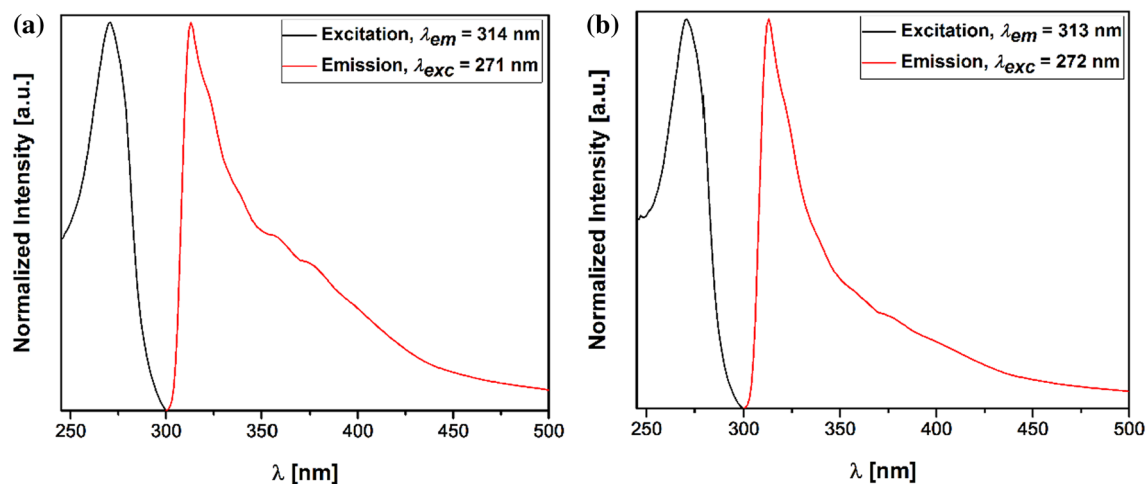 (a)
Excitation, λem = 314 nm
Emission, λexc = 271 nm
Normalized Intensity [a.u.]
250 300 350 400 450 500
λ [nm]
(b)
Excitation, λem = 313 nm
Emission, λexc = 272 nm
Normalized Intensity [a.u.]
250 300 350 400 450 500
λ [nm]